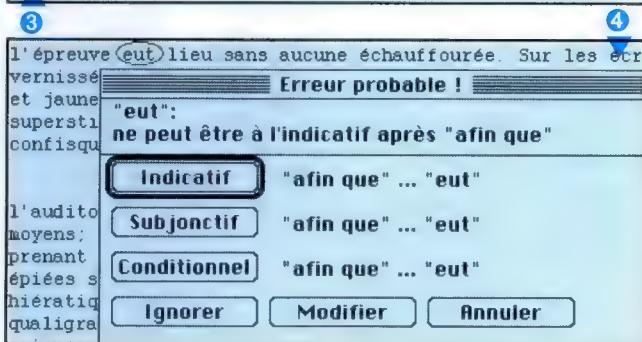 3 4
l'épreuve eut lieu sans aucune échauffourée. Sur les écr
vernissé
Erreur probable !
et jaune
"eut":
supersti
ne peut être à l'indicatif après "afin que"
confisqu
Indicatif "afin que" ... "eut"
l'audito
Subjonctif "afin que" ... "eut"
moyens;
prenant
Conditionnel "afin que" ... "eut"
épiées s
hiératiq
Ignorer Modifier Annuler
qualigra